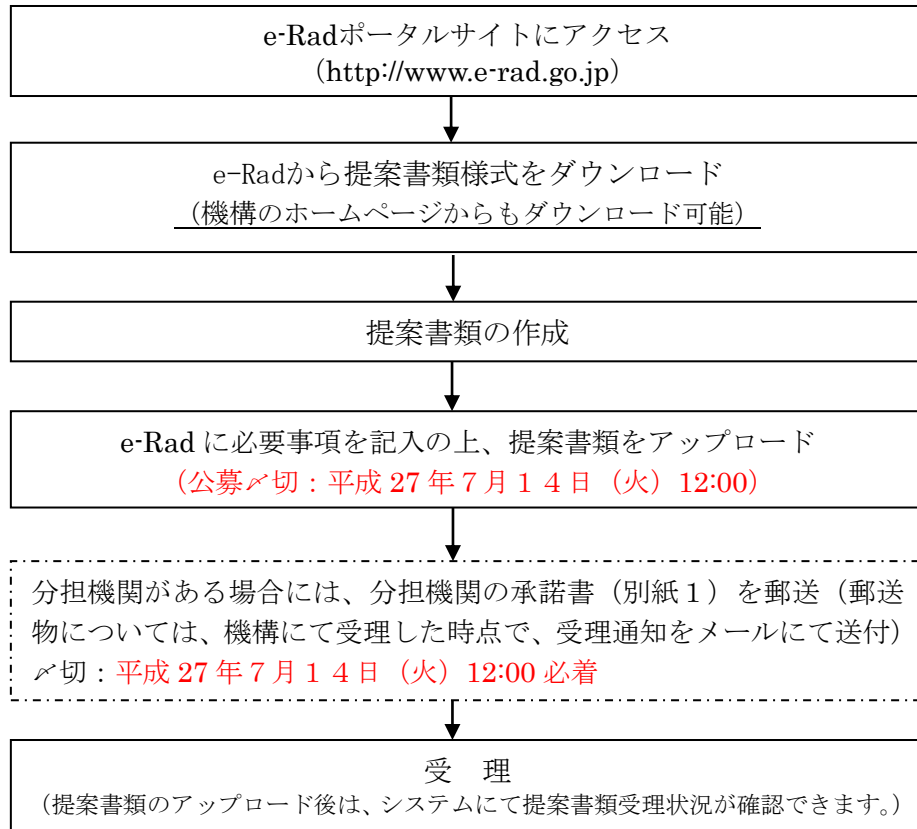 e-Radポータルサイトにアクセス
(http://www.e-rad.go.jp)
e-Radから提案書類様式をダウンロード
(機構のホームページからもダウンロード可能)
提案書類の作成
e-Rad に必要事項を記入の上、提案書類をアップロード
(公募〆切：平成 27 年７月１４日（火）12:00)
分担機関がある場合には、分担機関の承諾書（別紙１）を郵送（郵送
物については、機構にて受理した時点で、受理通知をメールにて送付）
〆切：平成 27 年７月１４日（火）12:00 必着
受　理
（提案書類のアップロード後は、システムにて提案書類受理状況が確認できます。）